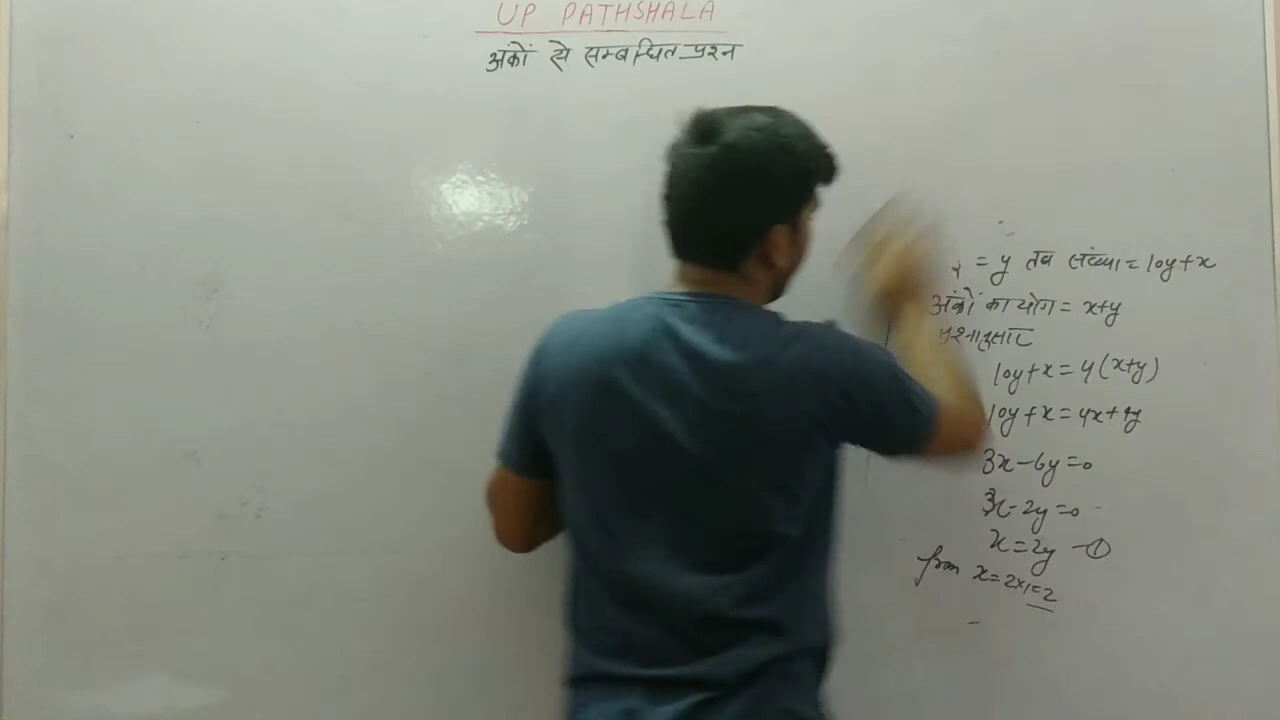 UP PATHSHALA
अंकों से सम्बन्धित प्रश्न
= y तब संख्या = 10y+x
अंकों का योग = x+y
प्रश्नानुसार
10y+x = 4(x+y)
10y+x = 4x+4y
3x-6y=0
x-2y=0
x=2y -①
from x=2×1=2